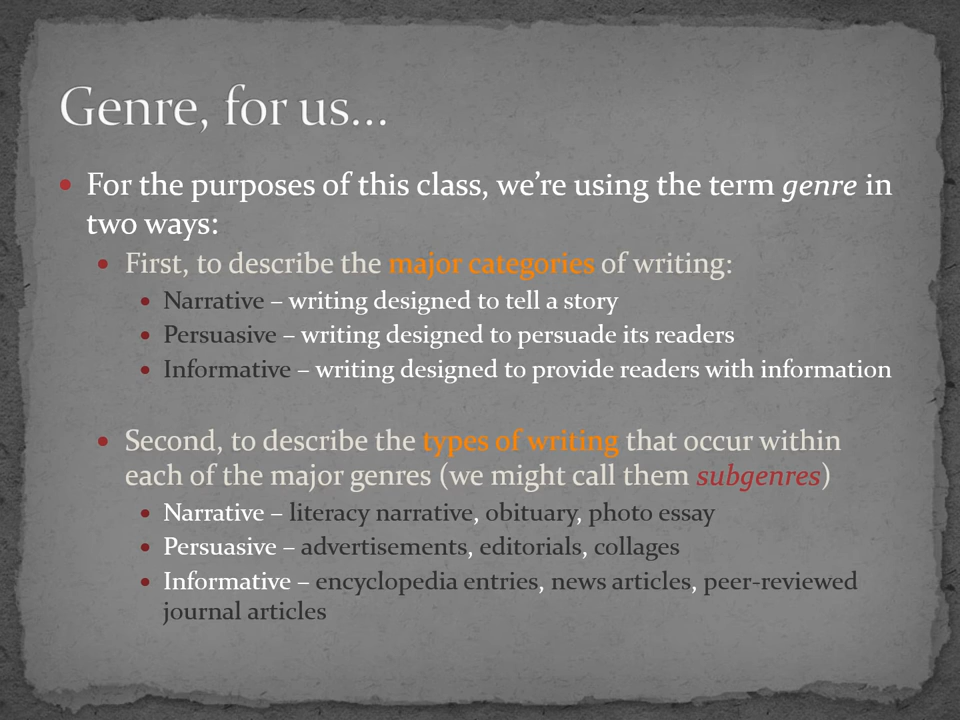 Genre, for us…
• For the purposes of this class, we’re using the term genre in
two ways:
• First, to describe the major categories of writing:
• Narrative – writing designed to tell a story
• Persuasive – writing designed to persuade its readers
• Informative – writing designed to provide readers with information
• Second, to describe the types of writing that occur within
each of the major genres (we might call them subgenres)
• Narrative – literacy narrative, obituary, photo essay
• Persuasive – advertisements, editorials, collages
• Informative – encyclopedia entries, news articles, peer-reviewed
journal articles